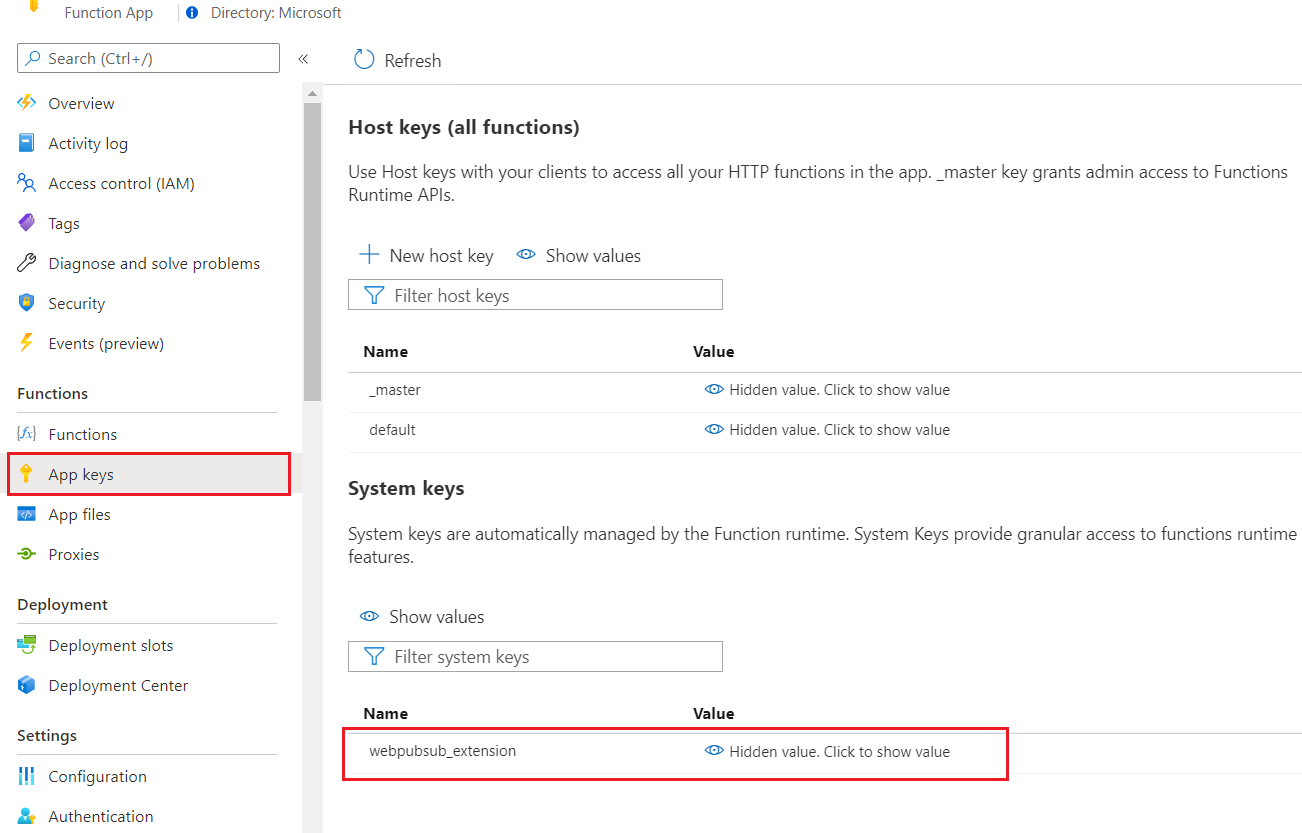 Function App
Directory: Microsoft
Search (Ctrl+/)
«
Overview
Activity log
Access control (IAM)
Tags
Diagnose and solve problems
Security
Events (preview)
Functions
Functions
App keys
App files
Proxies
Deployment
Deployment slots
Deployment Center
Settings
Configuration
Authentication
Refresh
Host keys (all functions)
Use Host keys with your clients to access all your HTTP functions in the app. _master key grants admin access to Functions
Runtime APIs.
New host key
Show values
Filter host keys
Name Value
_master Hidden value. Click to show value
default Hidden value. Click to show value
System keys
System keys are automatically managed by the Function runtime. System Keys provide granular access to functions runtime
features.
Show values
Filter system keys
Name Value
webpubsub_extension Hidden value. Click to show value